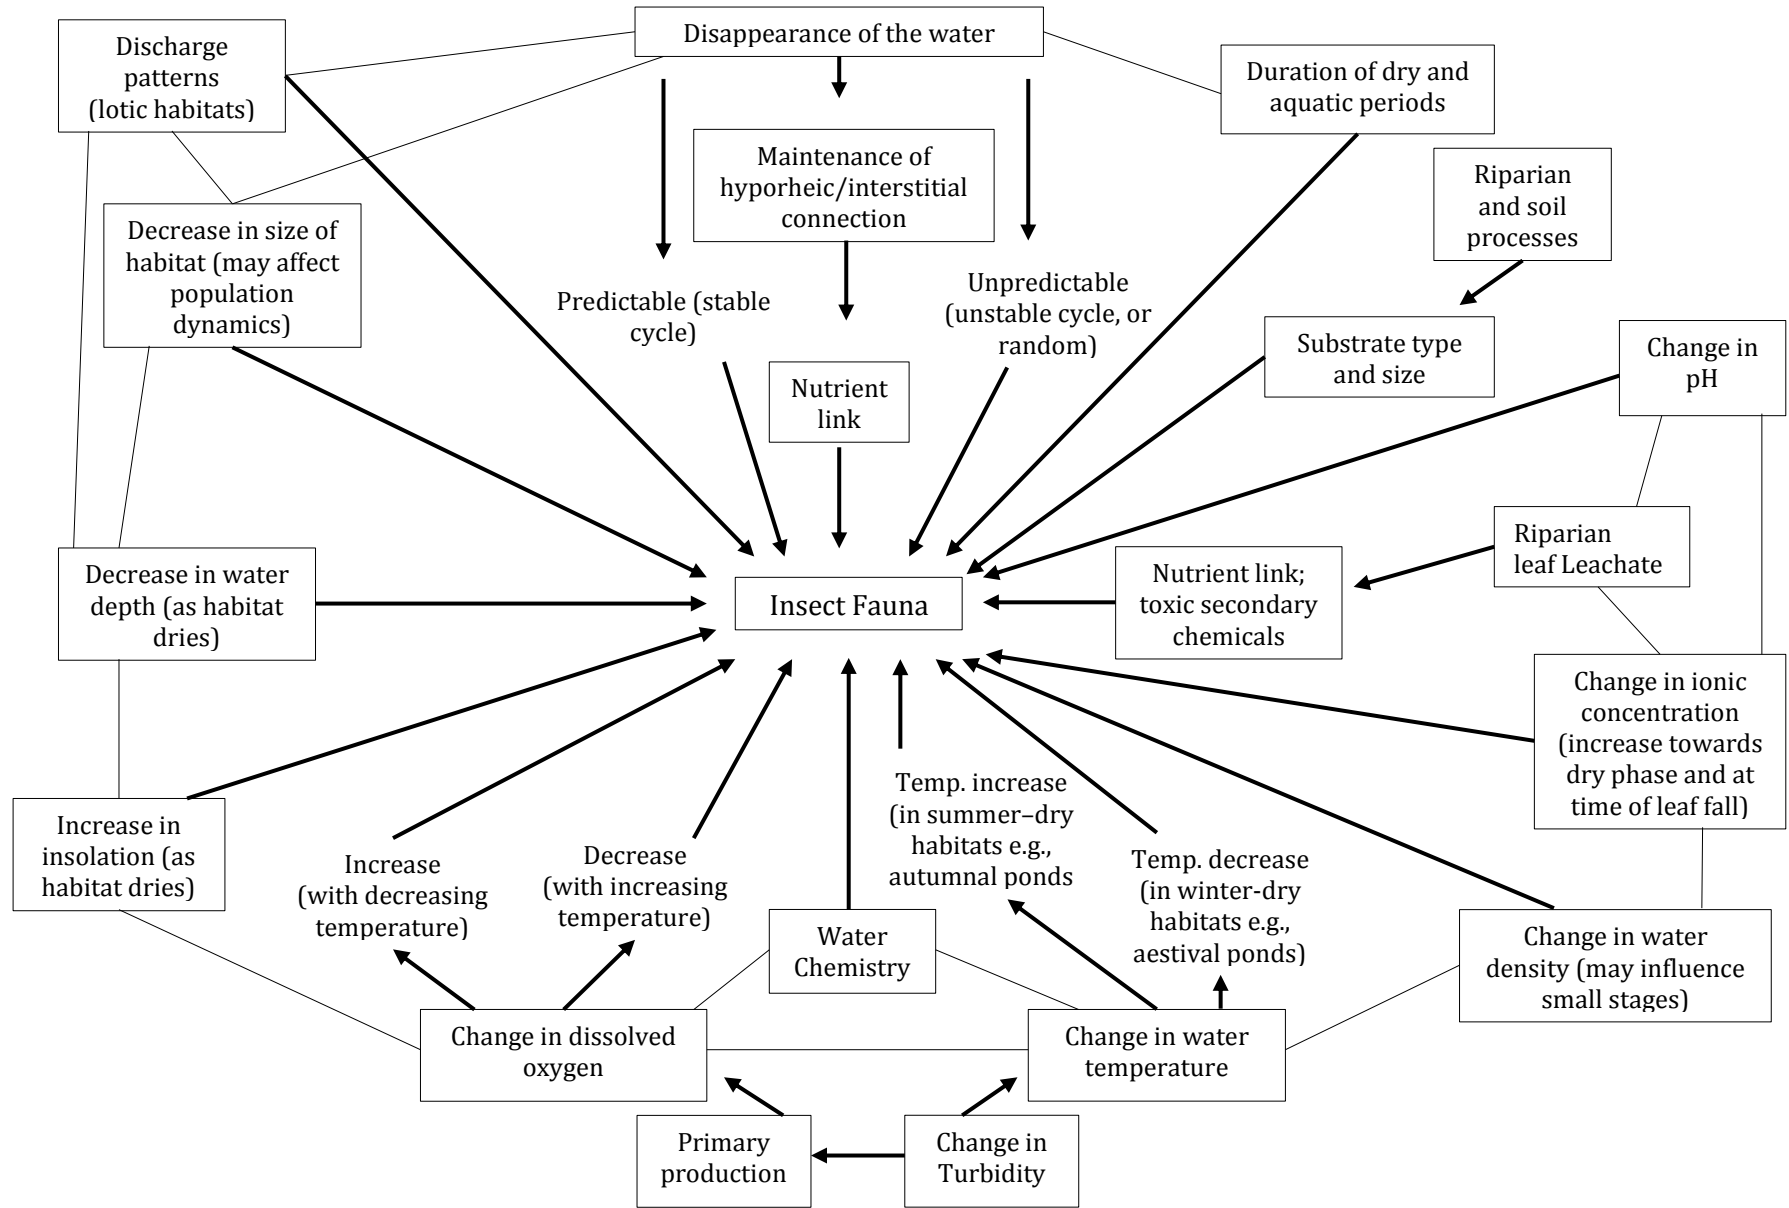 Discharge
patterns
(lotic habitats)
Disappearance of the water
Duration of dry and
aquatic periods
Maintenance of
hyporheic/interstitial
connection
Riparian
and soil
processes
Decrease in size of
habitat (may affect
population
dynamics)
Predictable (stable
cycle)
Unpredictable
(unstable cycle, or
random)
Substrate type
and size
Change in
pH
Nutrient
link
Riparian
leaf Leachate
Decrease in water
depth (as habitat
dries)
Insect Fauna
Nutrient link;
toxic secondary
chemicals
Change in ionic
concentration
(increase towards
dry phase and at
time of leaf fall)
Increase in
insolation (as
habitat dries)
Increase
(with decreasing
temperature)
Decrease
(with increasing
temperature)
Temp. increase
(in summer–dry
habitats e.g.,
autumnal ponds
Temp. decrease
(in winter-dry
habitats e.g.,
aestival ponds)
Water
Chemistry
Change in water
density (may influence
small stages)
Change in dissolved
oxygen
Change in water
temperature
Primary
production
Change in
Turbidity